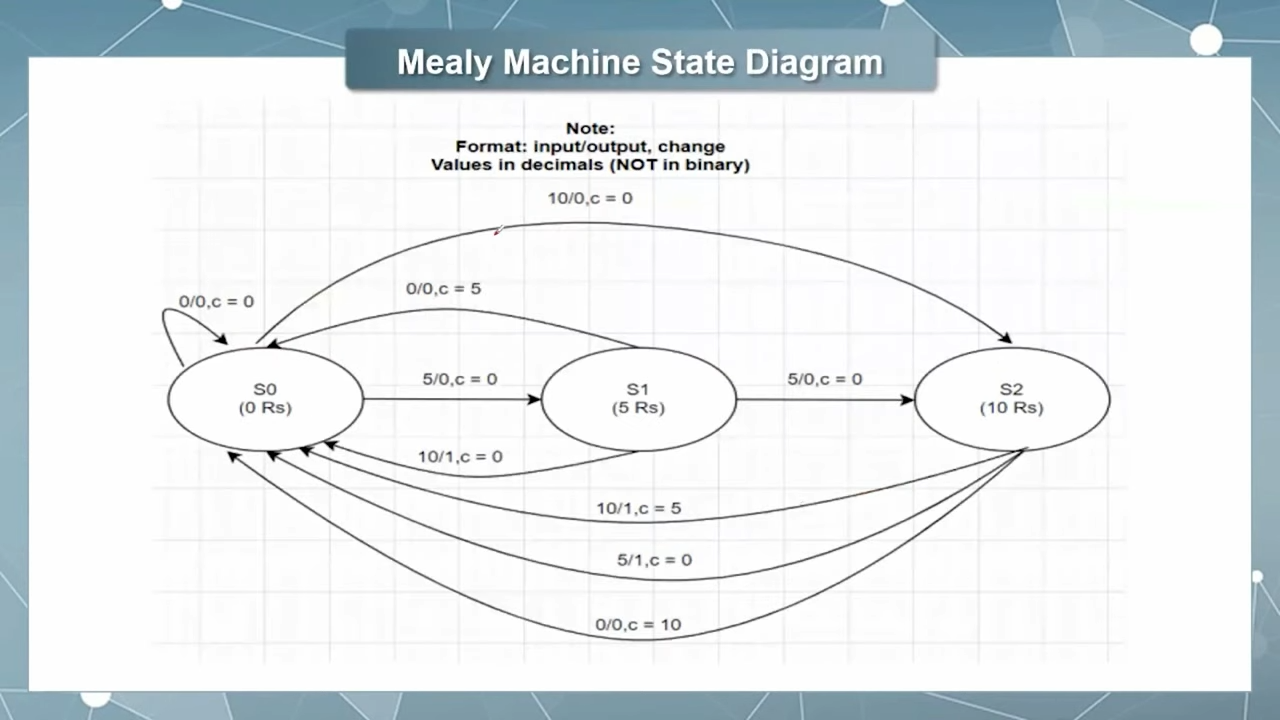 Mealy Machine State Diagram
Note:
Format: input/output, change
Values in decimals (NOT in binary)
10/0,c = 0
0/0,c = 5
0/0,c = 0
5/0,c = 0
5/0,c = 0
S0
(0 Rs)
S1
(5 Rs)
S2
(10 Rs)
10/1,c = 0
10/1,c = 5
5/1,c = 0
0/0,c = 10